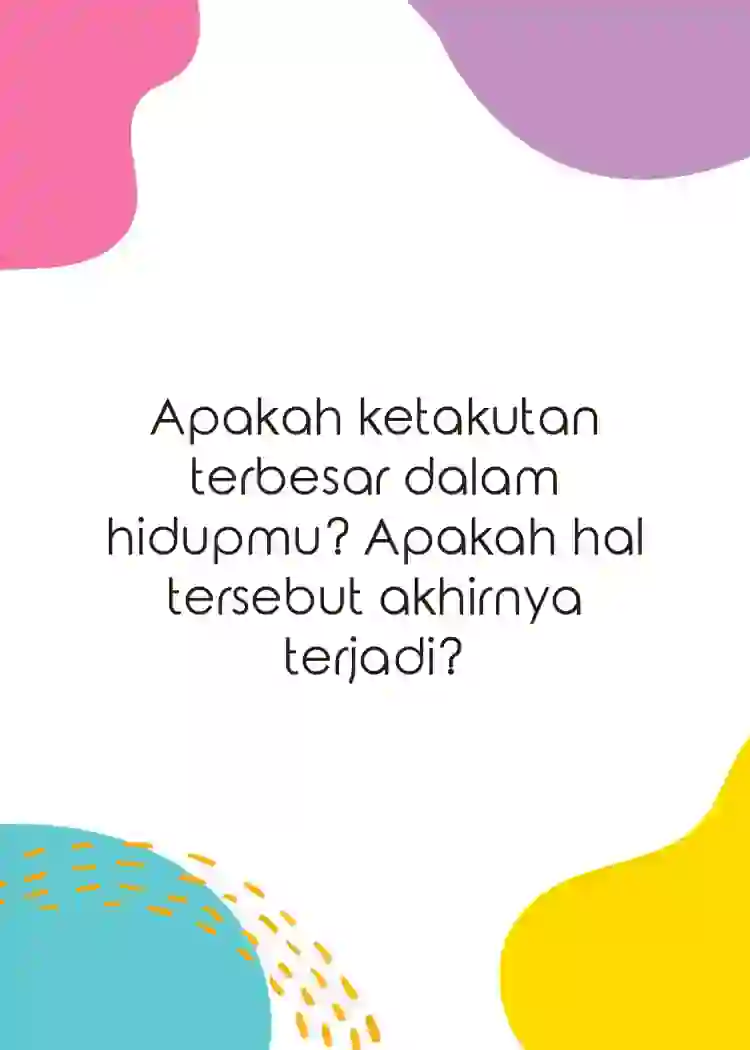 Apakah ketakutan
terbesar dalam
hidupmu? Apakah hal
tersebut akhirnya
terjadi?